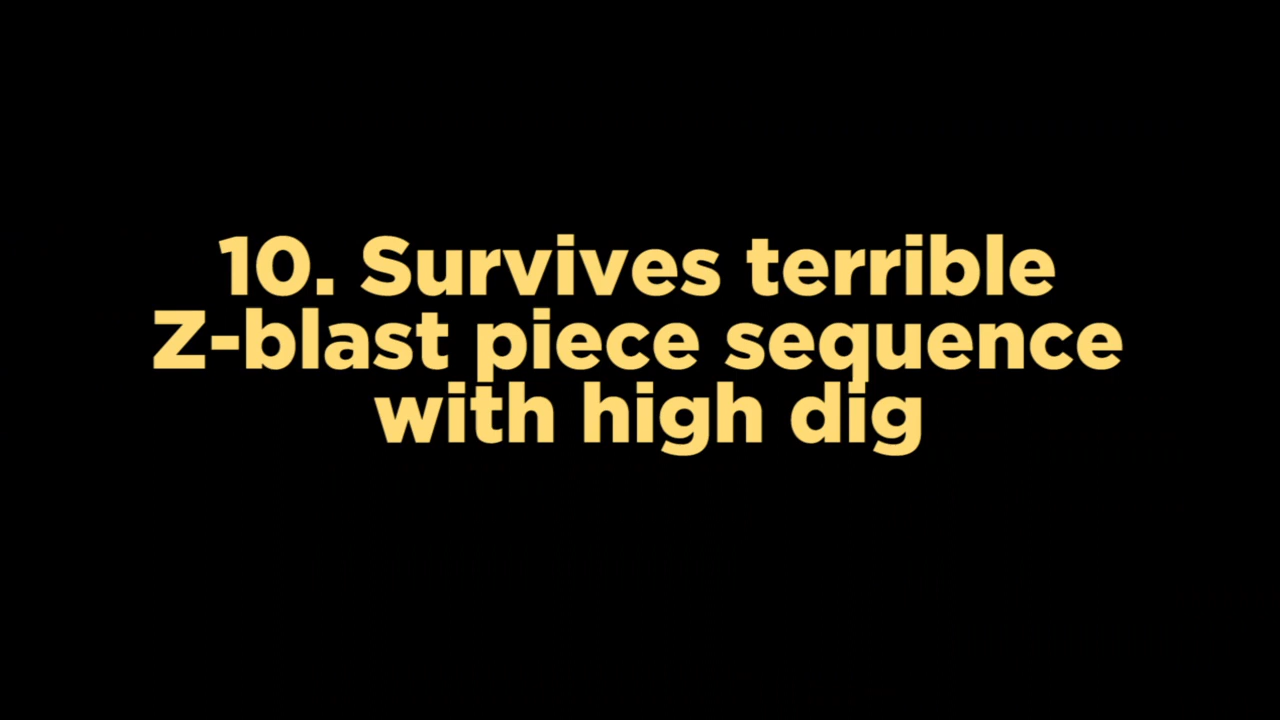 10. Survives terrible
Z-blast piece sequence
with high dig